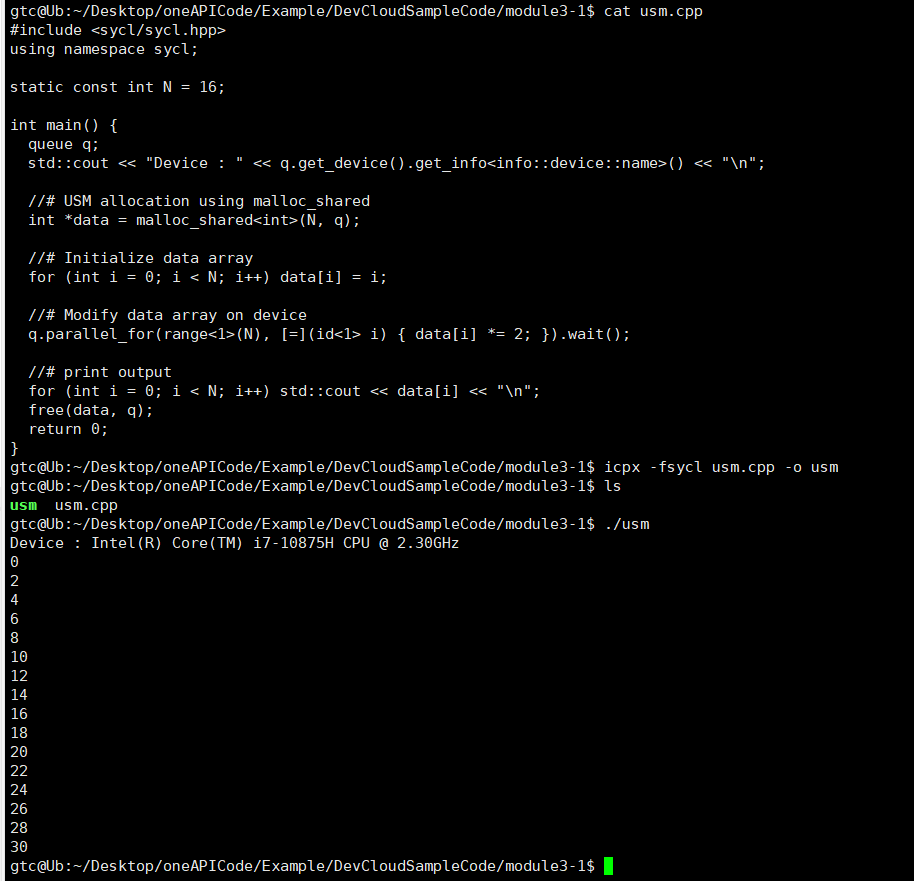 gtc@Ub:~/Desktop/oneAPICode/Example/DevCloudSampleCode/module3-1$ cat usm.cpp
#include <sycl/sycl.hpp>
using namespace sycl;

static const int N = 16;

int main() {
  queue q;
  std::cout << "Device : " << q.get_device().get_info<info::device::name>() << "\n";

  //# USM allocation using malloc_shared
  int *data = malloc_shared<int>(N, q);

  //# Initialize data array
  for (int i = 0; i < N; i++) data[i] = i;

  //# Modify data array on device
  q.parallel_for(range<1>(N), [=](id<1> i) { data[i] *= 2; }).wait();

  //# print output
  for (int i = 0; i < N; i++) std::cout << data[i] << "\n";
  free(data, q);
  return 0;
}
gtc@Ub:~/Desktop/oneAPICode/Example/DevCloudSampleCode/module3-1$ icpx -fsycl usm.cpp -o usm
gtc@Ub:~/Desktop/oneAPICode/Example/DevCloudSampleCode/module3-1$ ls
usm  usm.cpp
gtc@Ub:~/Desktop/oneAPICode/Example/DevCloudSampleCode/module3-1$ ./usm
Device : Intel(R) Core(TM) i7-10875H CPU @ 2.30GHz
0
2
4
6
8
10
12
14
16
18
20
22
24
26
28
30
gtc@Ub:~/Desktop/oneAPICode/Example/DevCloudSampleCode/module3-1$